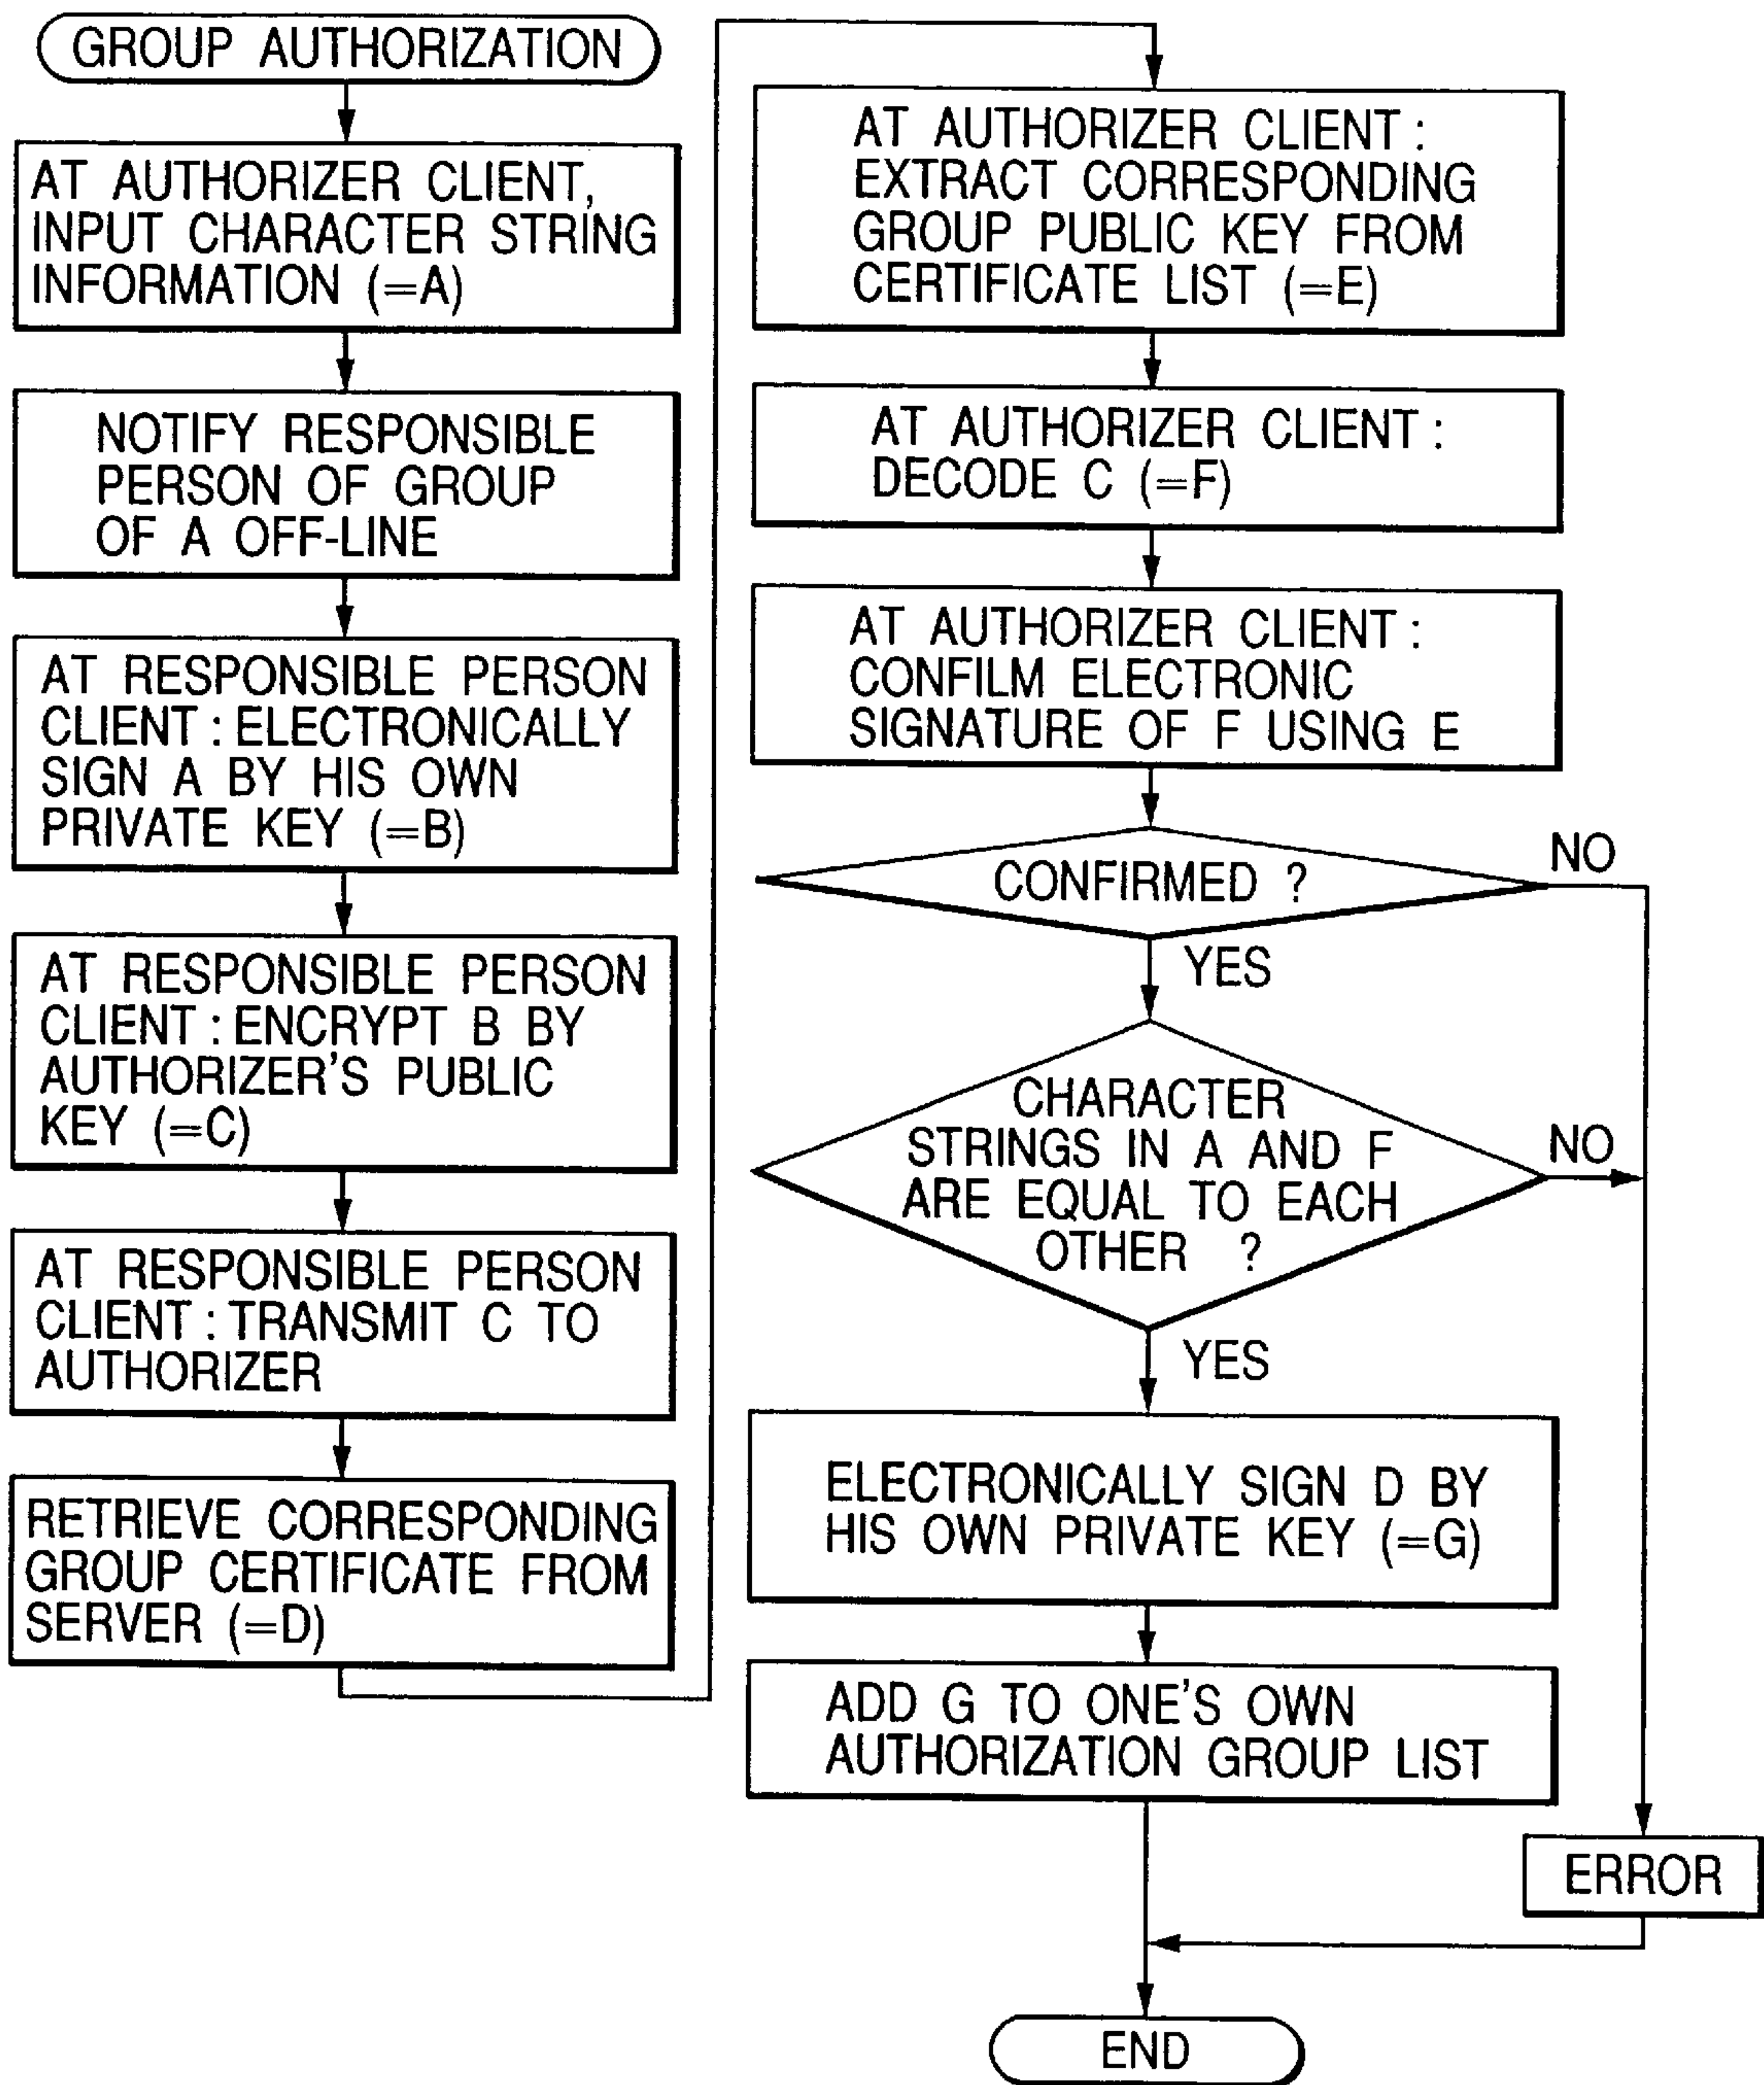 GROUP AUTHORIZATION
AT AUTHORIZER CLIENT,
INPUT CHARACTER STRING
INFORMATION (=A)
NOTIFY RESPONSIBLE
PERSON OF GROUP
OF A OFF-LINE
AT RESPONSIBLE PERSON
CLIENT : ELECTRONICALLY
SIGN A BY HIS OWN
PRIVATE KEY (=B)
AT RESPONSIBLE PERSON
CLIENT : ENCRYPT B BY
AUTHORIZER'S PUBLIC
KEY (=C)
AT RESPONSIBLE PERSON
CLIENT : TRANSMIT C TO
AUTHORIZER
RETRIEVE CORRESPONDING
GROUP CERTIFICATE FROM
SERVER (=D)
AT AUTHORIZER CLIENT :
EXTRACT CORRESPONDING
GROUP PUBLIC KEY FROM
CERTIFICATE LIST (=E)
AT AUTHORIZER CLIENT :
DECODE C (=F)
AT AUTHORIZER CLIENT :
CONFILM ELECTRONIC
SIGNATURE OF F USING E
CONFIRMED ?
NO
YES
CHARACTER
STRINGS IN A AND F
ARE EQUAL TO EACH
OTHER ?
NO
YES
ELECTRONICALLY SIGN D BY
HIS OWN PRIVATE KEY (=G)
ADD G TO ONE'S OWN
AUTHORIZATION GROUP LIST
ERROR
END